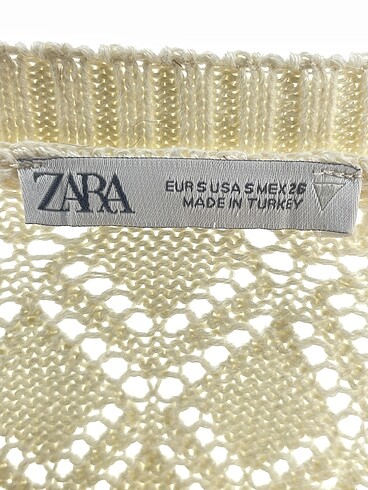 ZARA
EUR S USA S MEX 26
MADE IN TURKEY